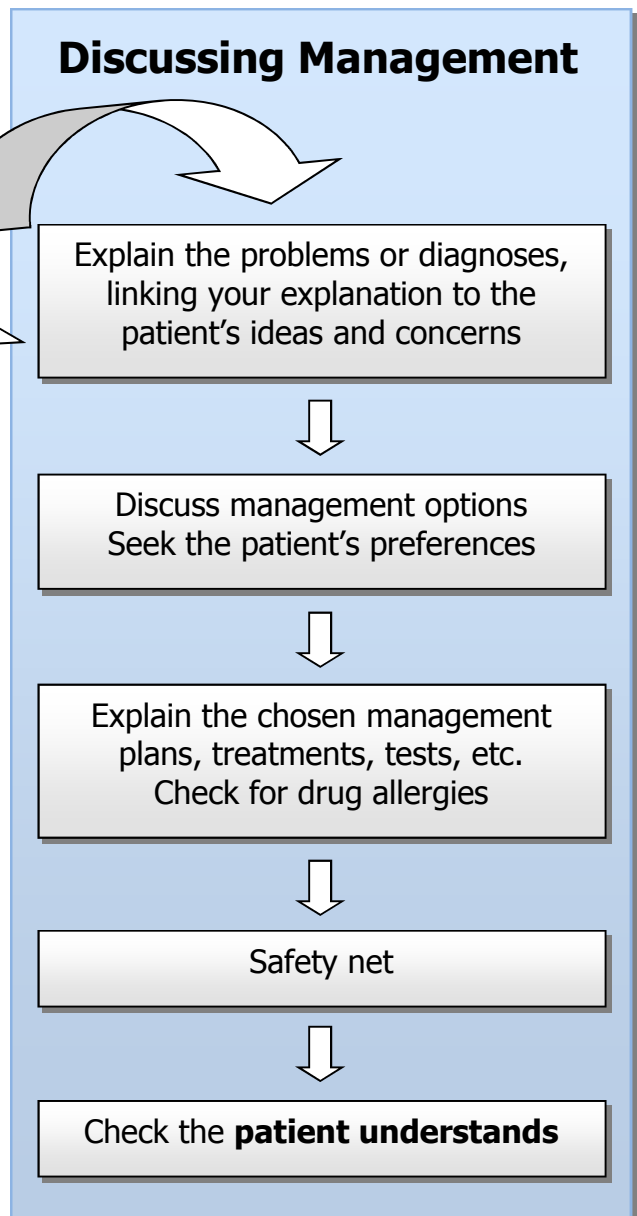 Discussing Management
Explain the problems or diagnoses,
linking your explanation to the
patient’s ideas and concerns
Discuss management options
Seek the patient’s preferences
Explain the chosen management
plans, treatments, tests, etc.
Check for drug allergies
Safety net
Check the patient understands